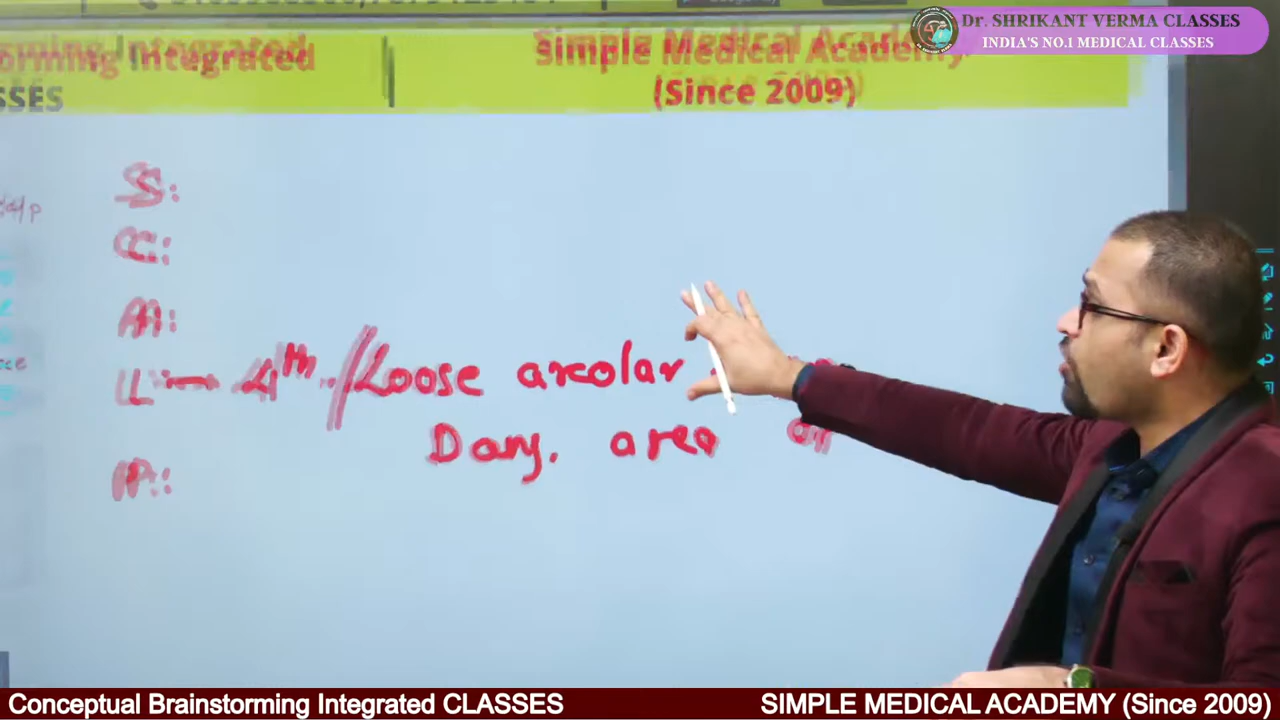 Dr. SHRIKANT VERMA CLASSES
INDIA'S NO.1 MEDICAL CLASSES
orming Integrated
SSES
Simple Medical Academy
(Since 2009)
S:
C:
A:
L 4th / Loose areolar
Dang. area
P:
Conceptual Brainstorming Integrated CLASSES
SIMPLE MEDICAL ACADEMY (Since 2009)